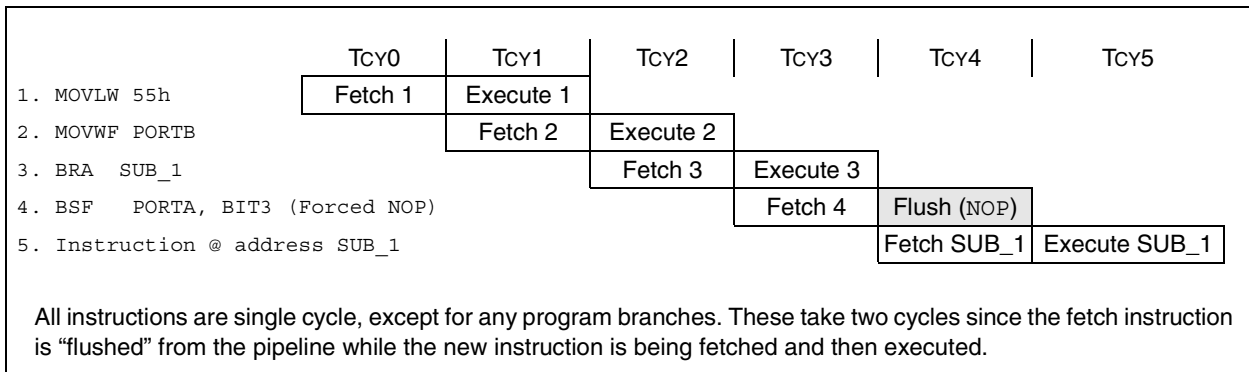 TCY0 TCY1 TCY2 TCY3 TCY4 TCY5
1. MOVLW 55h Fetch 1 Execute 1
2. MOVWF PORTB Fetch 2 Execute 2
3. BRA SUB_1 Fetch 3 Execute 3
4. BSF PORTA, BIT3 (Forced NOP) Fetch 4 Flush (NOP)
5. Instruction @ address SUB_1 Fetch SUB_1 Execute SUB_1
All instructions are single cycle, except for any program branches. These take two cycles since the fetch instruction
is “flushed” from the pipeline while the new instruction is being fetched and then executed.